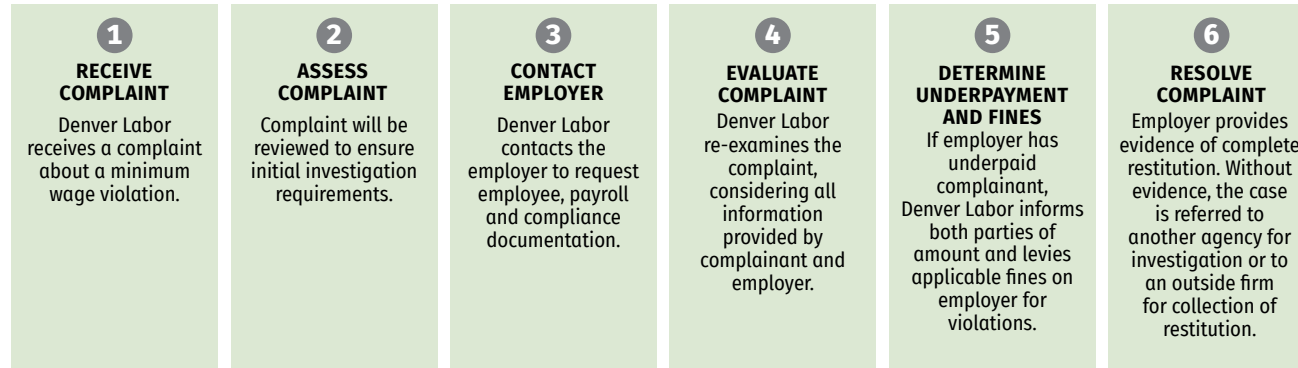 1
RECEIVE
COMPLAINT
Denver Labor
receives a complaint
about a minimum
wage violation.
2
ASSESS
COMPLAINT
Complaint will be
reviewed to ensure
initial investigation
requirements.
3
CONTACT
EMPLOYER
Denver Labor
contacts the
employer to request
employee, payroll
and compliance
documentation.
4
EVALUATE
COMPLAINT
Denver Labor
re-examines the
complaint,
considering all
information
provided by
complainant and
employer.
5
DETERMINE
UNDERPAYMENT
AND FINES
If employer has
underpaid
complainant,
Denver Labor informs
both parties of
amount and levies
applicable fines on
employer for
violations.
6
RESOLVE
COMPLAINT
Employer provides
evidence of complete
restitution. Without
evidence, the case
is referred to
another agency for
investigation or to
an outside firm
for collection of
restitution.